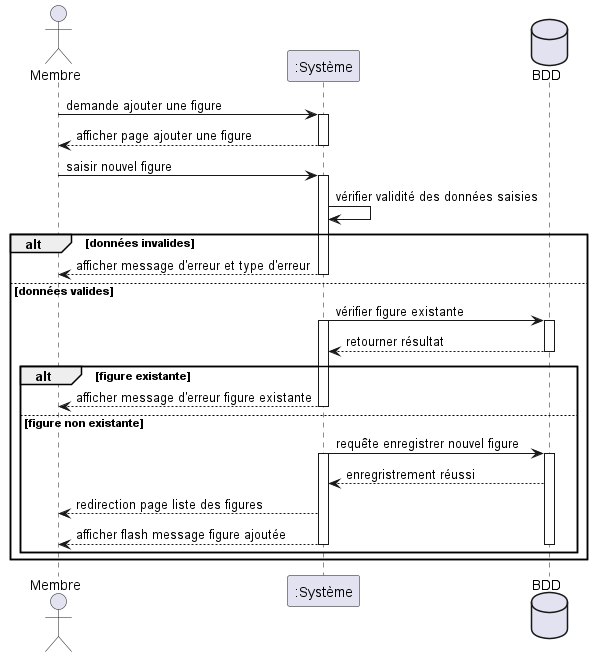 Membre
:Système
BDD
demande ajouter une figure
afficher page ajouter une figure
saisir nouvel figure
vérifier validité des données saisies
alt [données invalides]
afficher message d'erreur et type d'erreur
[données valides]
vérifier figure existante
retourner résultat
alt [figure existante]
afficher message d'erreur figure existante
[figure non existante]
requête enregistrer nouvel figure
enregristrement réussi
redirection page liste des figures
afficher flash message figure ajoutée
Membre
:Système
BDD